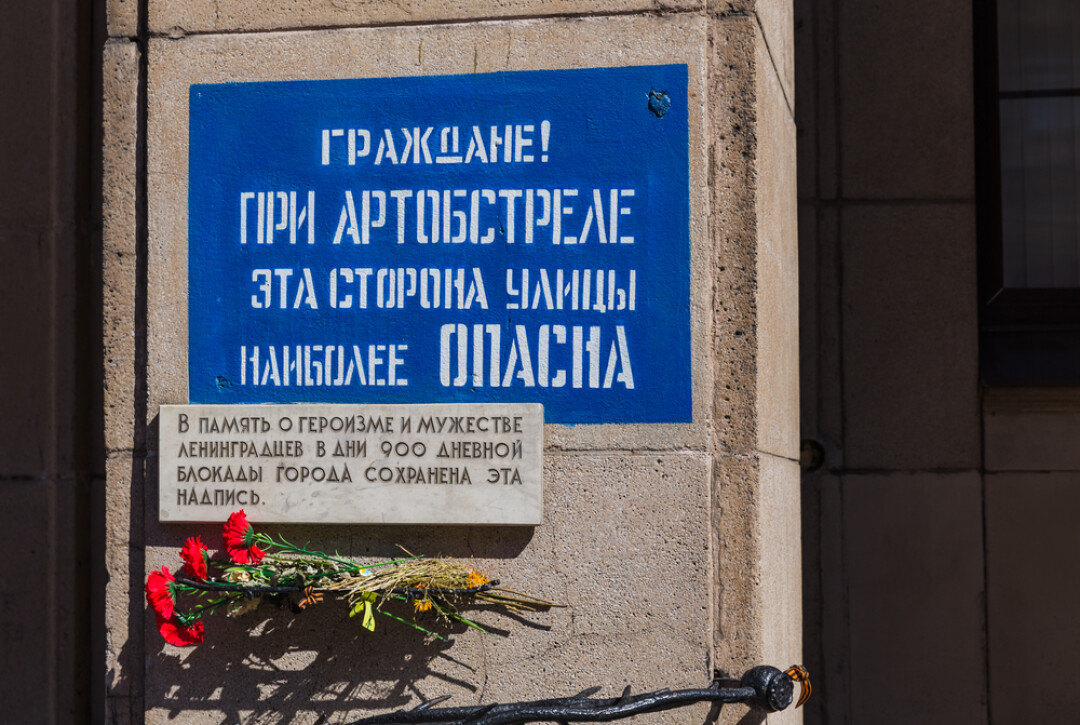 ГРАЖДАНЕ!
ПРИ АРТОБСТРЕЛЕ
ЭТА СТОРОНА УЛИЦЫ
НАИБОЛЕЕ ОПАСНА
В ПАМЯТЬ О ГЕРОИЗМЕ И МУЖЕСТВЕ
ЛЕНИНГРАДЦЕВ В ДНИ 900 ДНЕВНОЙ
БЛОКАДЫ ГОРОДА СОХРАНЕНА ЭТА
НАДПИСЬ.